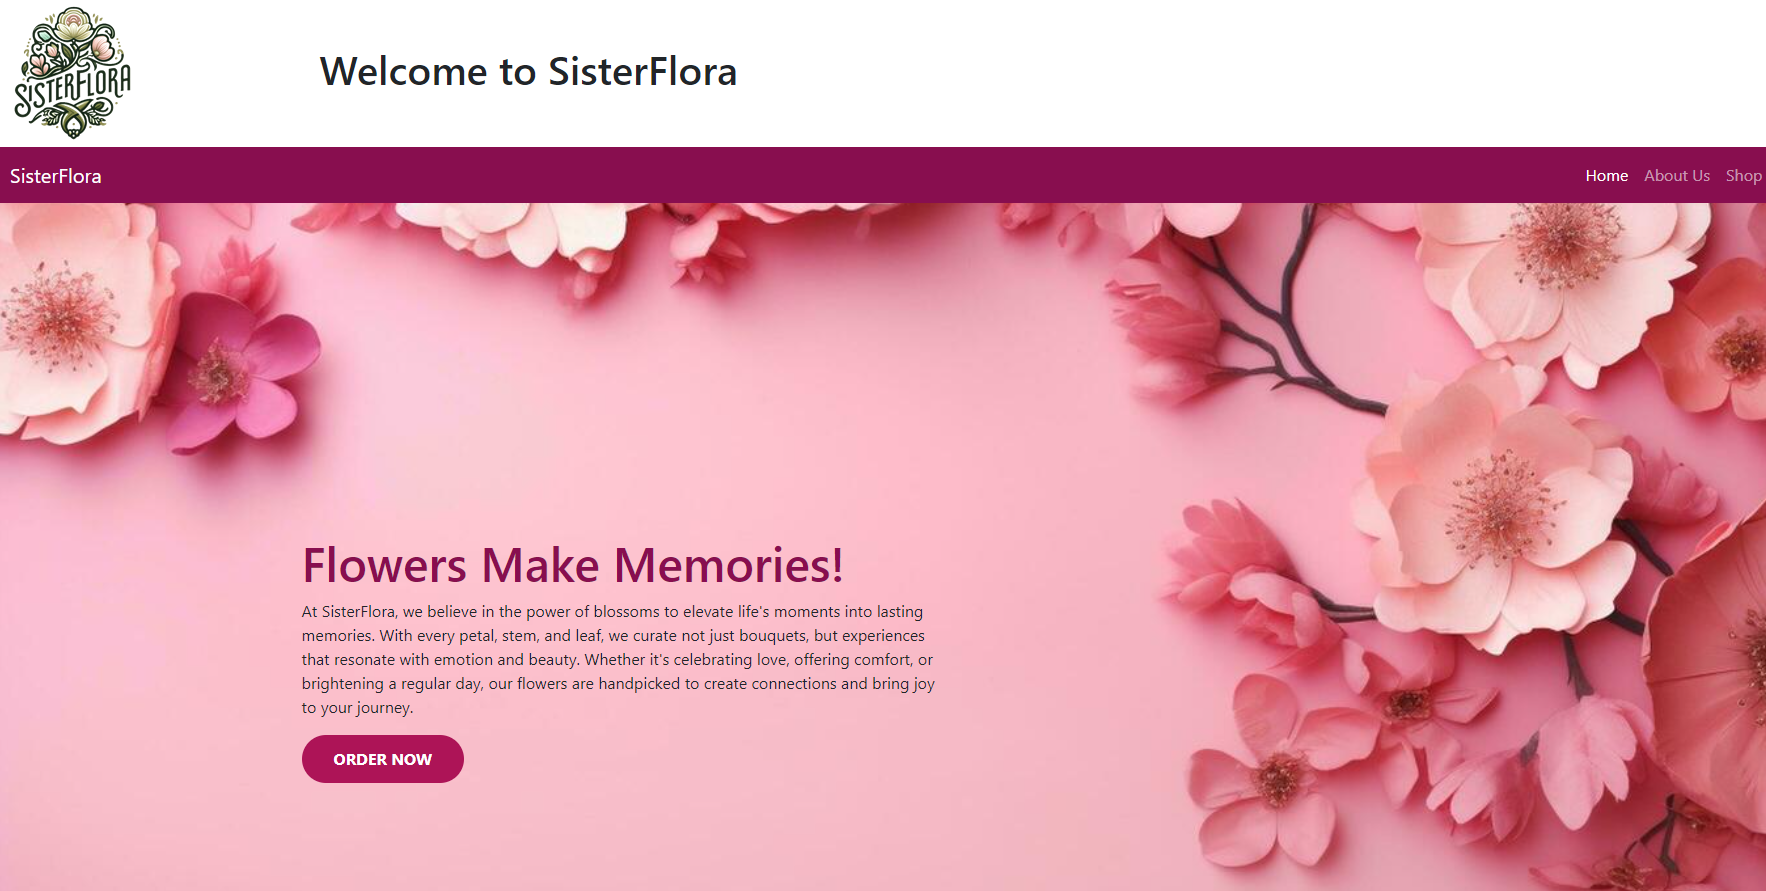 SISTERFLORA
Welcome to SisterFlora
SisterFlora
Home About Us Shop
Flowers Make Memories!
At SisterFlora, we believe in the power of blossoms to elevate life's moments into lasting
memories. With every petal, stem, and leaf, we curate not just bouquets, but experiences
that resonate with emotion and beauty. Whether it's celebrating love, offering comfort, or
brightening a regular day, our flowers are handpicked to create connections and bring joy
to your journey.
ORDER NOW